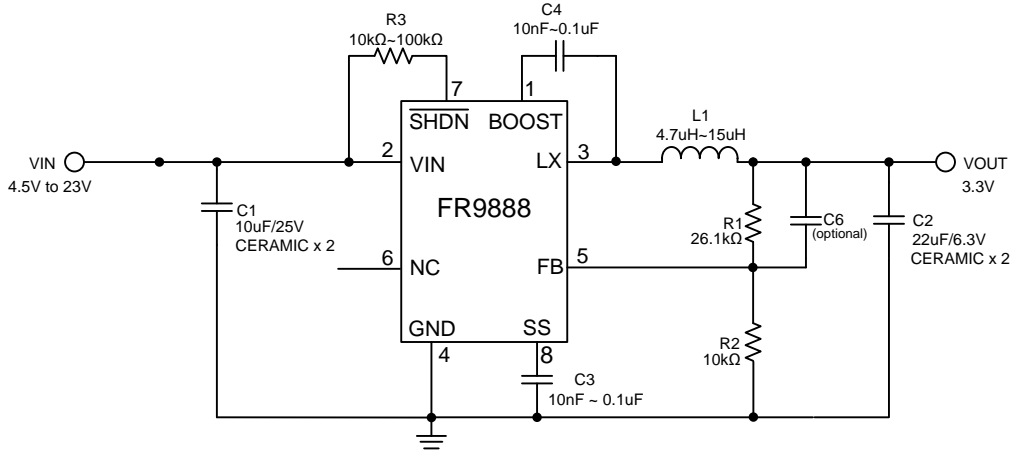 R3
10kΩ~100kΩ
C4
10nF~0.1uF
7
1
SHDN
BOOST
L1
4.7uH~15uH
VIN
4.5V to 23V
2
VIN
LX
3
VOUT
3.3V
C1
10uF/25V
CERAMIC x 2
FR9888
R1
26.1kΩ
C6
(optional)
C2
22uF/6.3V
CERAMIC x 2
6
NC
FB
5
GND
SS
4
8
R2
10kΩ
C3
10nF ~ 0.1uF